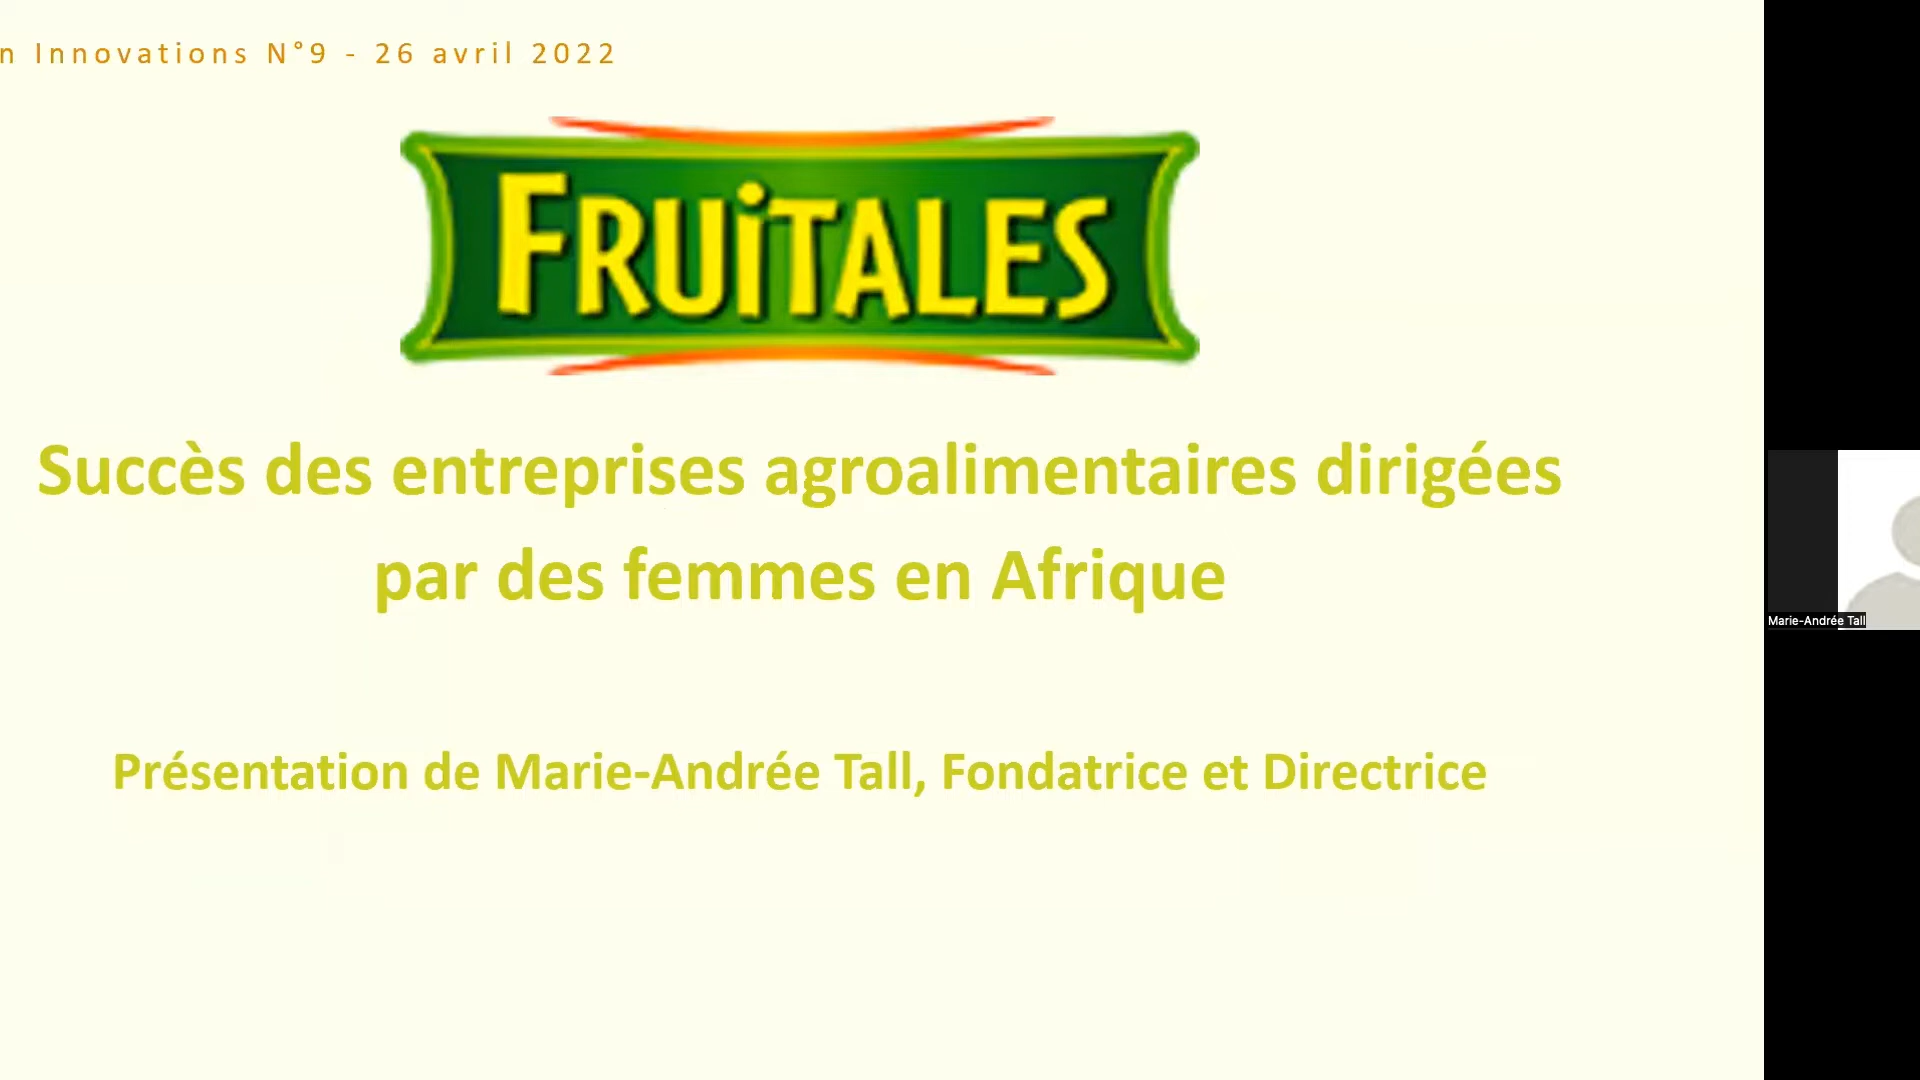 n Innovations N°9 - 26 avril 2022
FRUiTALES
Succès des entreprises agroalimentaires dirigées
par des femmes en Afrique
Présentation de Marie-Andrée Tall, Fondatrice et Directrice
Marie-Andrée Tall